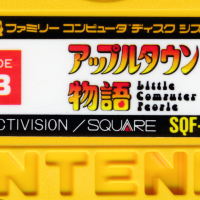 ファミリー コンピュータ ディスク シス
DE
B
アップルタウン
物語
Little
Computer
People
CTIVISION / SQUARE SQF-
NTEN